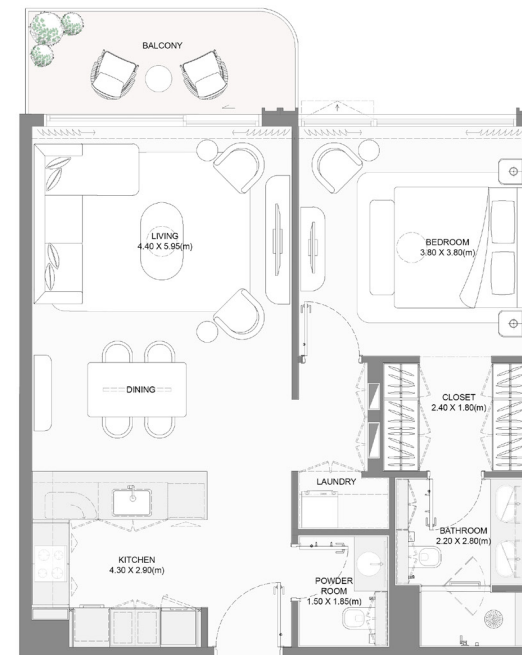 BALCONY
LIVING
4.40 X 5.95(m)
BEDROOM
3.80 X 3.80(m)
DINING
CLOSET
2.40 X 1.80(m)
LAUNDRY
BATHROOM
2.20 X 2.80(m)
KITCHEN
4.30 X 2.90(m)
POWDER
ROOM
1.50 X 1.85(m)